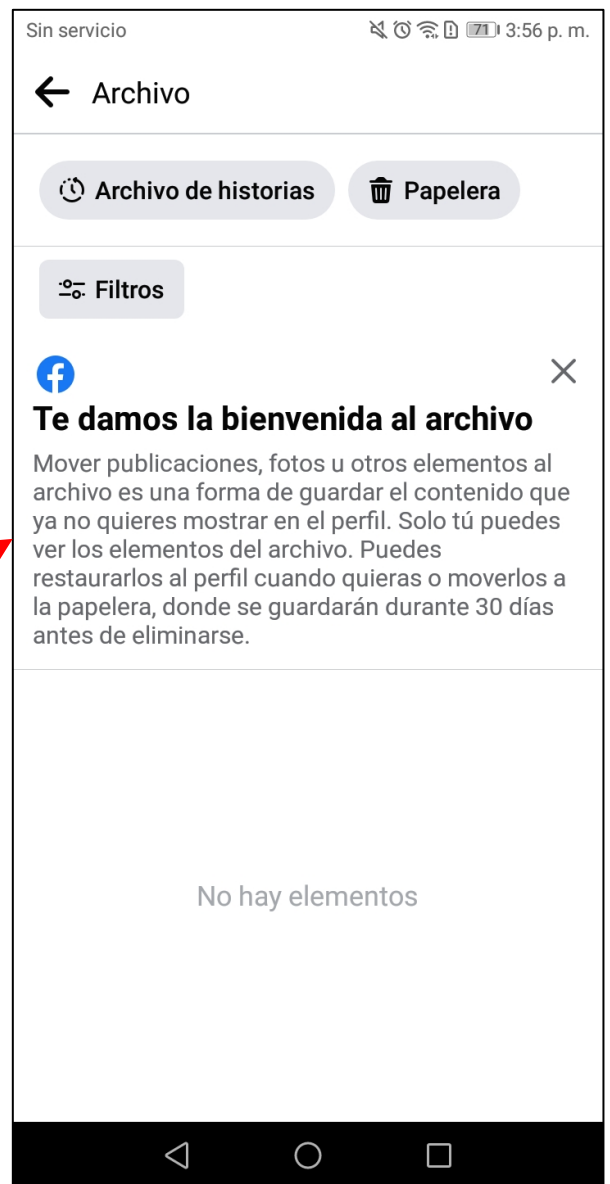 Sin servicio 71 3:56 p. m.
Archivo
Archivo de historias Papelera
Filtros
Te damos la bienvenida al archivo
Mover publicaciones, fotos u otros elementos al
archivo es una forma de guardar el contenido que
ya no quieres mostrar en el perfil. Solo tú puedes
ver los elementos del archivo. Puedes
restaurarlos al perfil cuando quieras o moverlos a
la papelera, donde se guardarán durante 30 días
antes de eliminarse.
No hay elementos